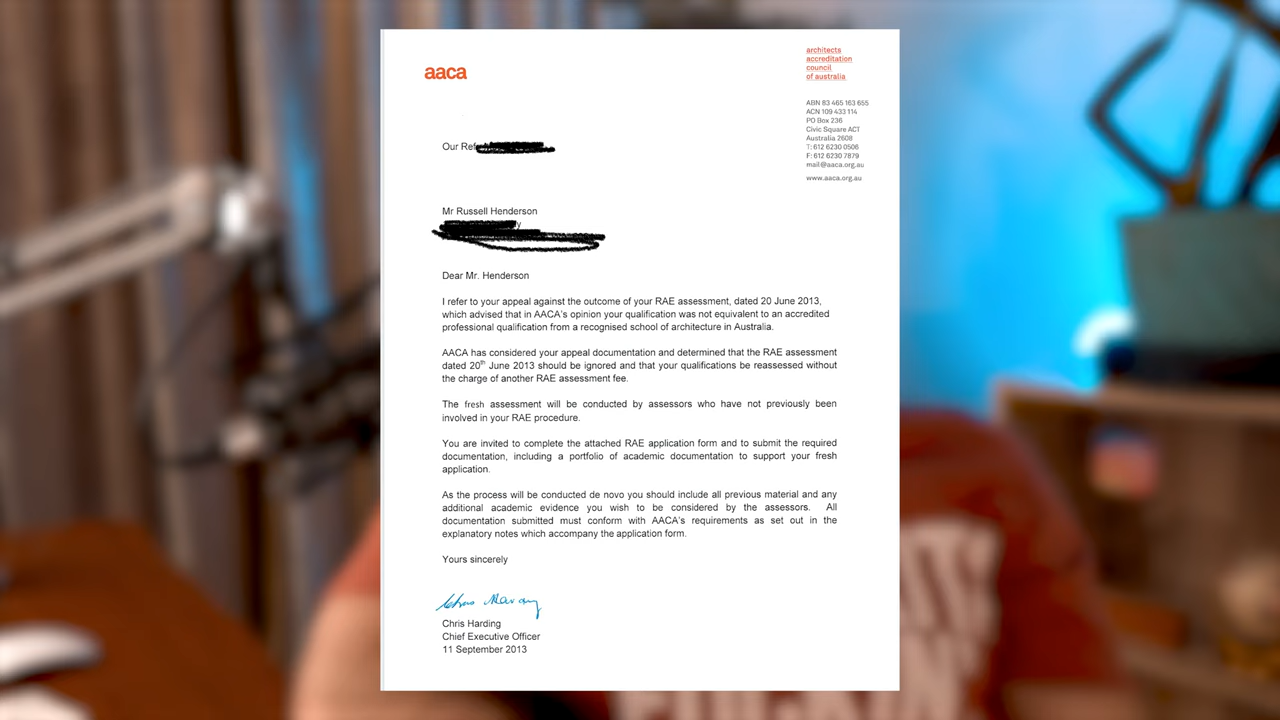 aaca
architects
accreditation
council
of australia
ABN 83 465 163 655
ACN 109 433 114
PO Box 236
Civic Square ACT
Australia 2608
T: 612 6230 0506
F: 612 6230 7879
mail@aaca.org.au
www.aaca.org.au
Our Ref
Mr Russell Henderson
Dear Mr. Henderson
I refer to your appeal against the outcome of your RAE assessment, dated 20 June 2013,
which advised that in AACA's opinion your qualification was not equivalent to an accredited
professional qualification from a recognised school of architecture in Australia.
AACA has considered your appeal documentation and determined that the RAE assessment
dated 20th June 2013 should be ignored and that your qualifications be reassessed without
the charge of another RAE assessment fee.
The fresh assessment will be conducted by assessors who have not previously been
involved in your RAE procedure.
You are invited to complete the attached RAE application form and to submit the required
documentation, including a portfolio of academic documentation to support your fresh
application.
As the process will be conducted de novo you should include all previous material and any
additional academic evidence you wish to be considered by the assessors. All
documentation submitted must conform with AACA's requirements as set out in the
explanatory notes which accompany the application form.
Yours sincerely
Chris Harding
Chief Executive Officer
11 September 2013